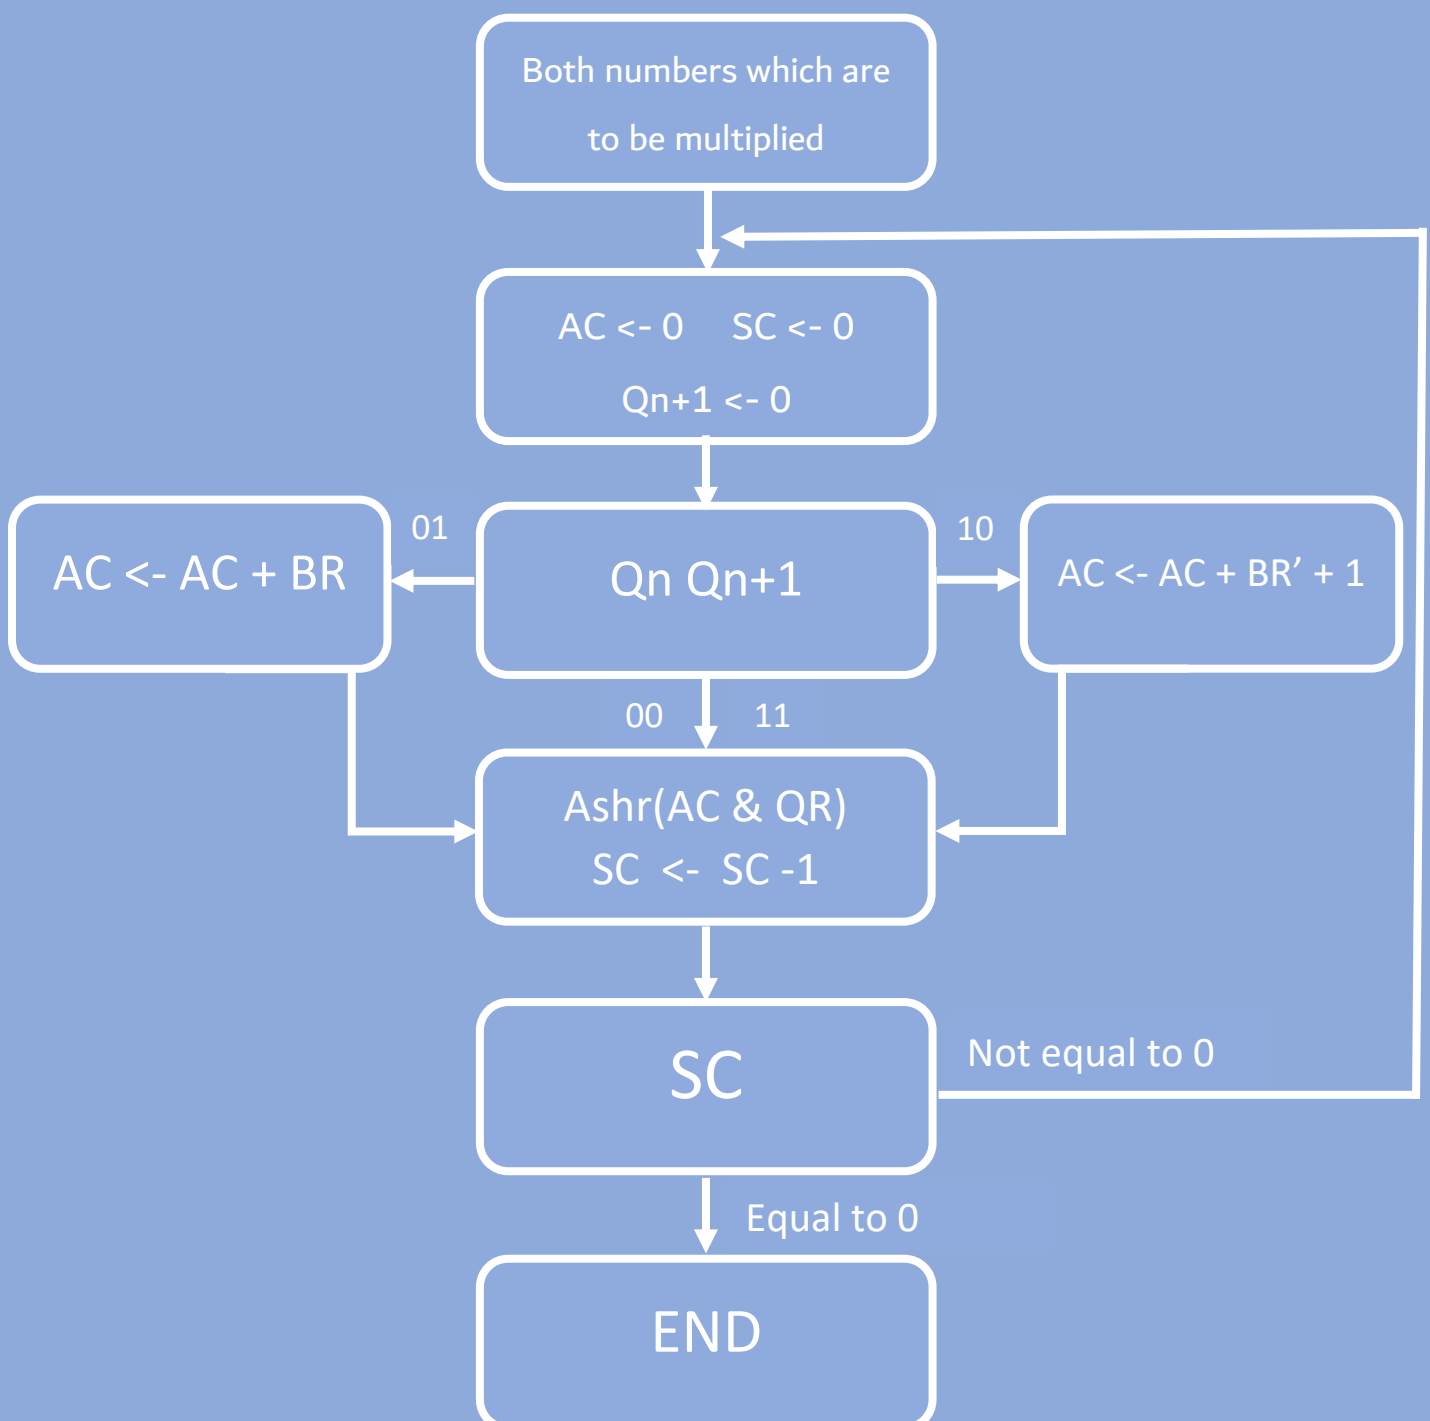 Both numbers which are
to be multiplied
AC <- 0 SC <- 0
Qn+1 <- 0
01
10
AC <- AC + BR
Qn Qn+1
AC <- AC + BR’ + 1
00 11
Ashr(AC & QR)
SC <- SC -1
SC
Not equal to 0
Equal to 0
END